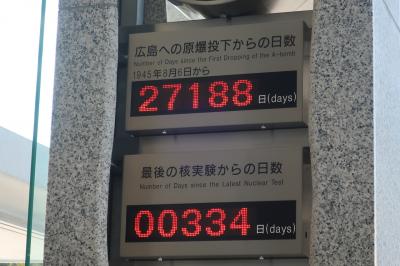 広島への原爆投下からの日数
Number of Days since the First Dropping of the A-bomb
1945年8月6日から
27188 日(days)
最後の核実験からの日数
Number of Days since the Latest Nuclear Test
00334 日(days)